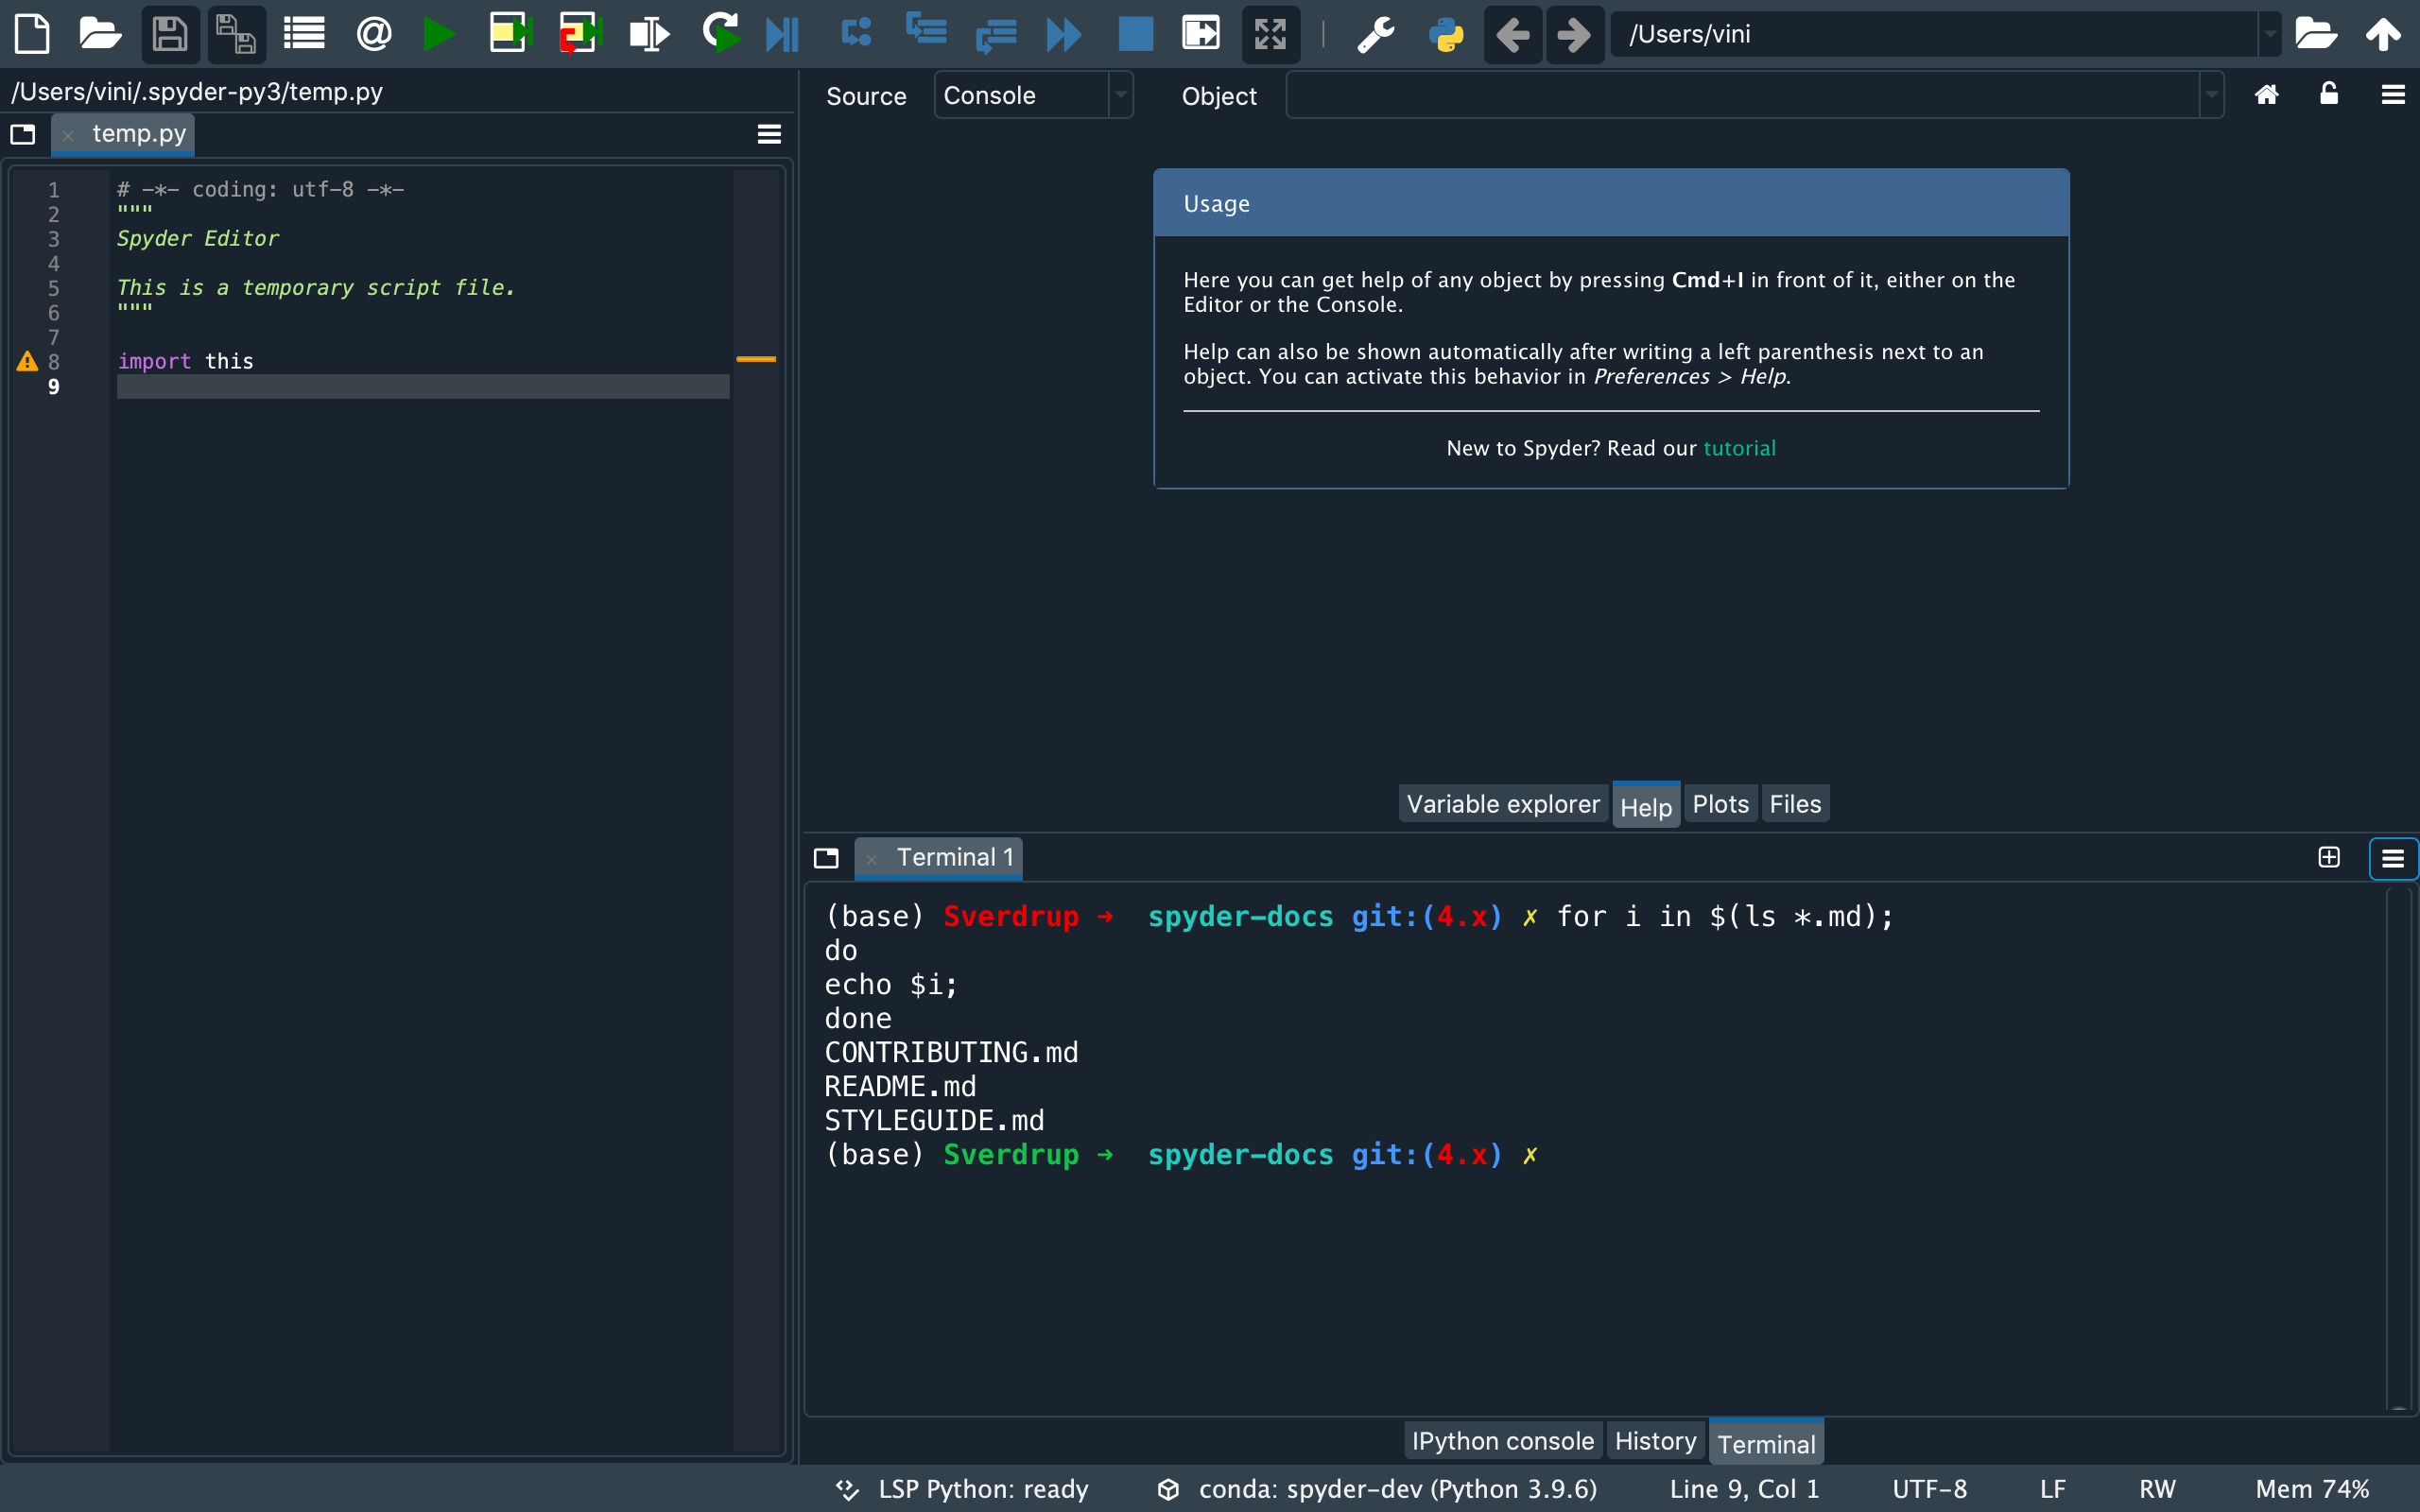 /Users/vini
/Users/vini/.spyder-py3/temp.py
temp.py
1 # -*- coding: utf-8 -*-
2 """
3 Spyder Editor
4
5 This is a temporary script file.
6 """
7
8 import this
9
Source Console Object
Usage
Here you can get help of any object by pressing Cmd+I in front of it, either on the
Editor or the Console.
Help can also be shown automatically after writing a left parenthesis next to an
object. You can activate this behavior in Preferences > Help.
New to Spyder? Read our tutorial
Variable explorer Help Plots Files
Terminal 1
(base) Sverdrup ➜ spyder-docs git:(4.x) ✗ for i in $(ls *.md);
do
echo $i;
done
CONTRIBUTING.md
README.md
STYLEGUIDE.md
(base) Sverdrup ➜ spyder-docs git:(4.x) ✗
IPython console History Terminal
LSP Python: ready conda: spyder-dev (Python 3.9.6) Line 9, Col 1 UTF-8 LF RW Mem 74%